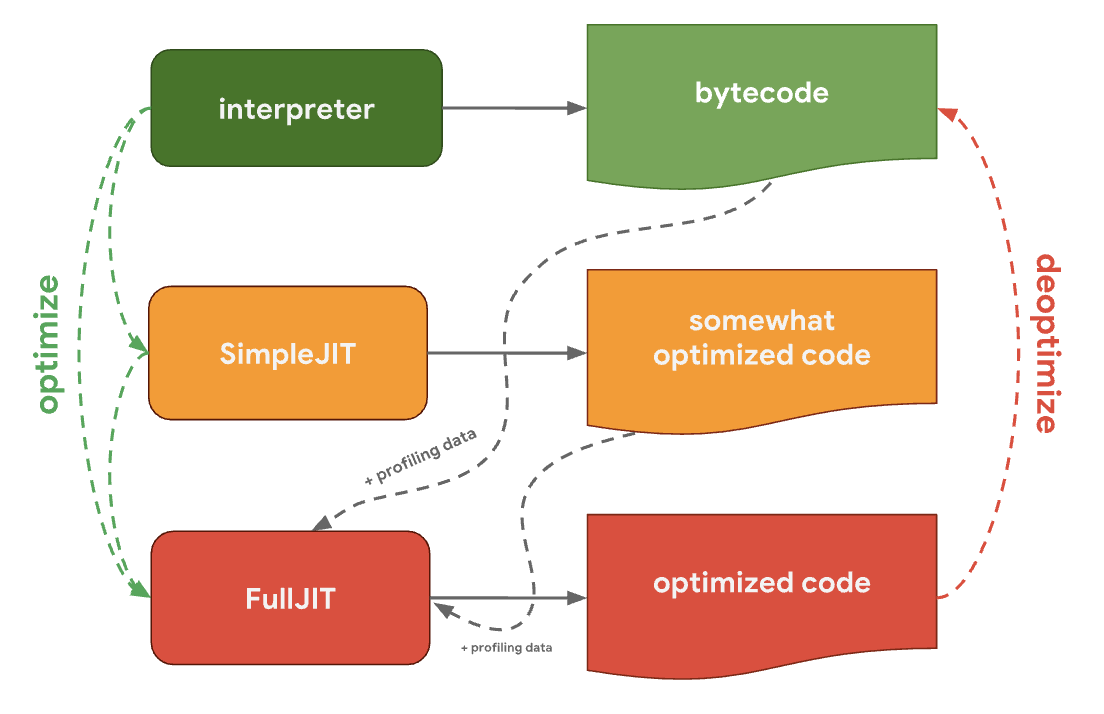 interpreter
bytecode
optimize
deoptimize
SimpleJIT
somewhat
optimized code
+ profiling data
FullJIT
optimized code
+ profiling data